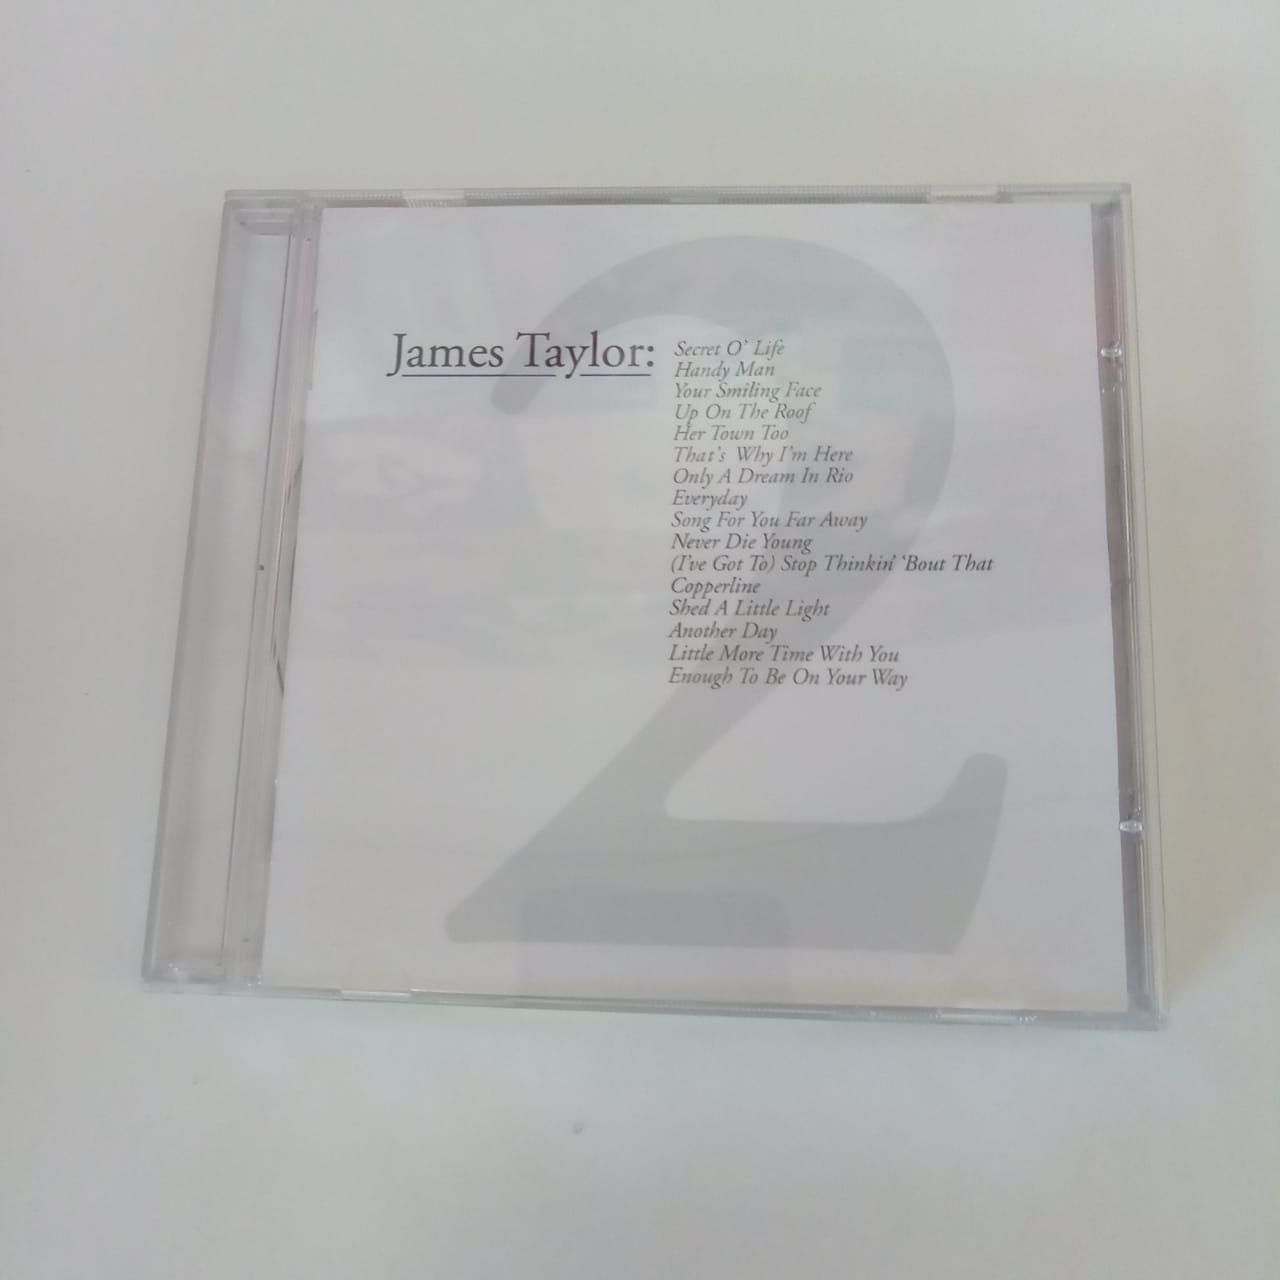 James Taylor:
Secret O' Life
Handy Man
Your Smiling Face
Up On The Roof
Her Town Too
That's Why I'm Here
Only A Dream In Rio
Everyday
Song For You Far Away
Never Die Young
(I've Got To) Stop Thinkin' 'Bout That
Copperline
Shed A Little Light
Another Day
Little More Time With You
Enough To Be On Your Way
2